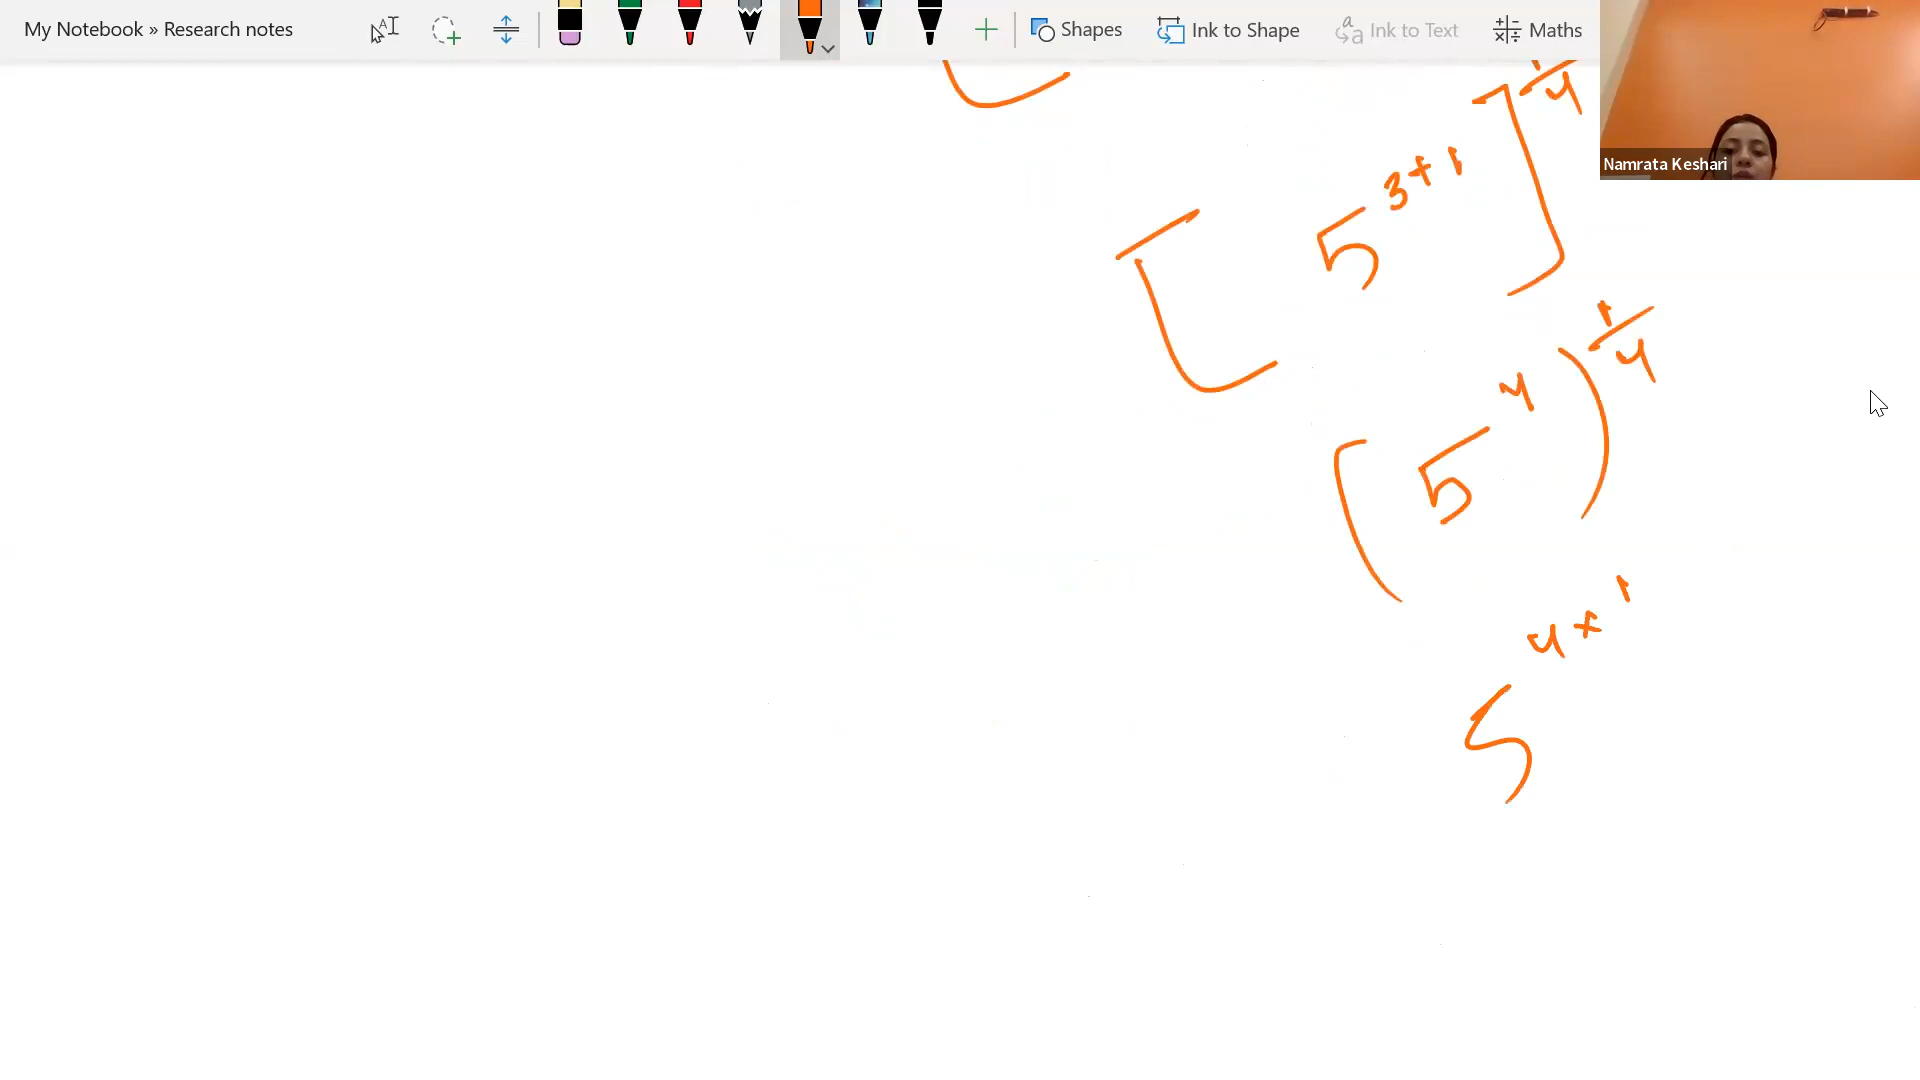 My Notebook » Research notes
Shapes
Ink to Shape
Ink to Text
Maths
Namrata Keshari
[ 5^{3+1} ]^{1/4}
(5^4)^{1/4}
5^{4×1